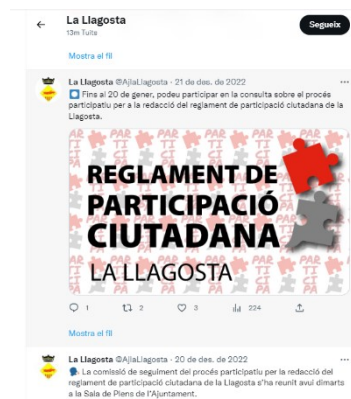 La Llagosta
13m Tuits
Segueix
Mostra el fil
La Llagosta @AjlaLlagosta · 21 de des. de 2022
Fins al 20 de gener, podeu participar en la consulta sobre el procés
participatiu per a la redacció del reglament de participació ciutadana de la
Llagosta.
REGLAMENT DE
PARTICIPACIÓ
CIUTADANA
LA LLAGOSTA
1 2 3 224
Mostra el fil
La Llagosta @AjlaLlagosta · 20 de des. de 2022
La comissió de seguiment del procés participatiu per la redacció del
reglament de participació ciutadana de la Llagosta s'ha reunit avui dimarts
a la Sala de Plens de l'Ajuntament.